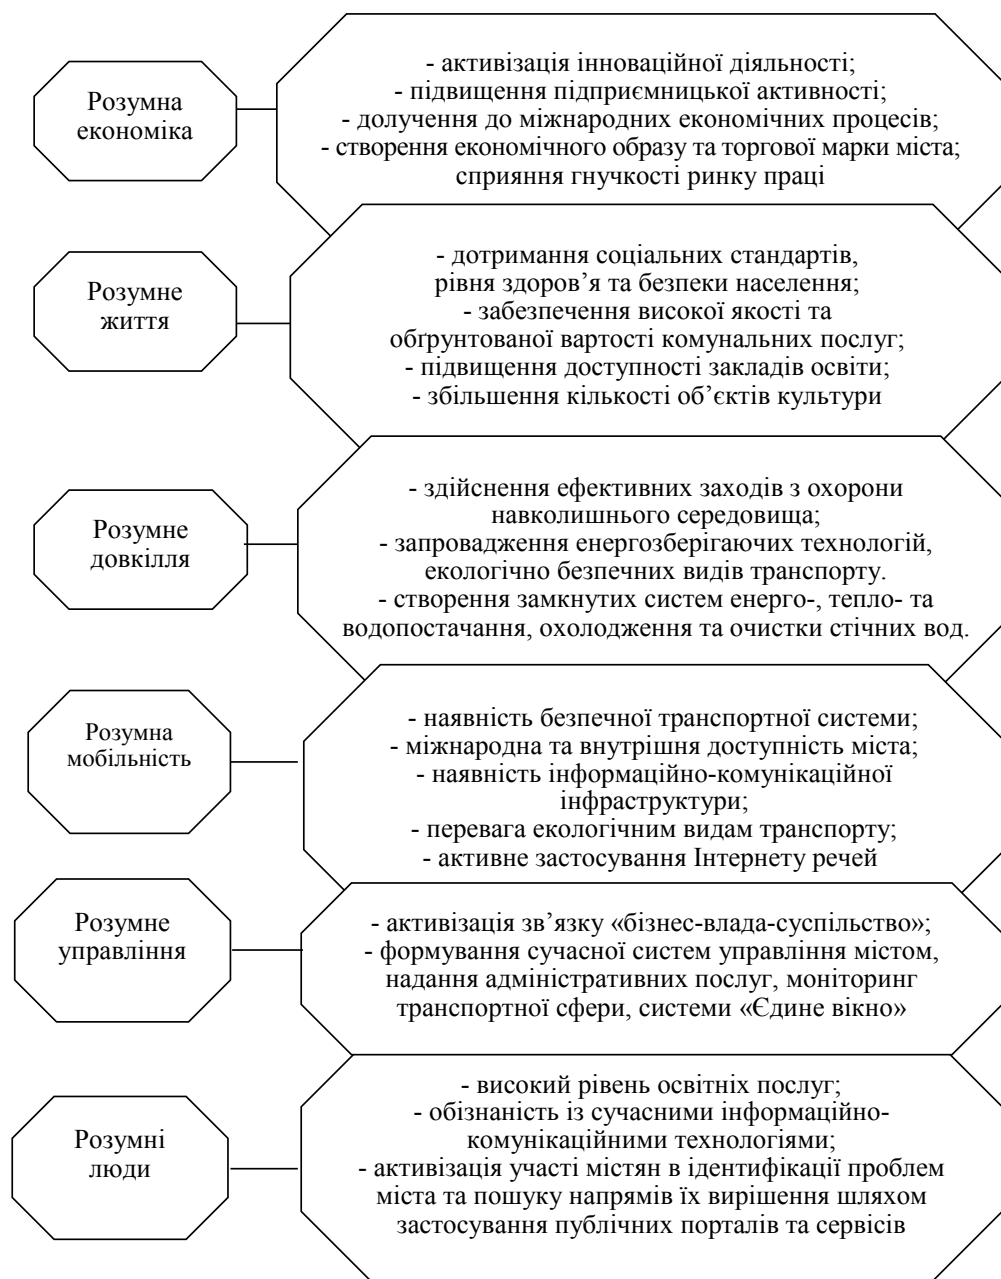 Розумна
економіка
- активізація інноваційної діяльності;
- підвищення підприємницької активності;
- долучення до міжнародних економічних процесів;
- створення економічного образу та торгової марки міста;
сприяння гнучкості ринку праці
Розумне
життя
- дотримання соціальних стандартів,
рівня здоров’я та безпеки населення;
- забезпечення високої якості та
обґрунтованої вартості комунальних послуг;
- підвищення доступності закладів освіти;
- збільшення кількості об’єктів культури
Розумне
довкілля
- здійснення ефективних заходів з охорони
навколишнього середовища;
- запровадження енергозберігаючих технологій,
екологічно безпечних видів транспорту.
- створення замкнутих систем енерго-, тепло- та
водопостачання, охолодження та очистки стічних вод.
Розумна
мобільність
- наявність безпечної транспортної системи;
- міжнародна та внутрішня доступність міста;
- наявність інформаційно-комунікаційної
інфраструктури;
- перевага екологічним видам транспорту;
- активне застосування Інтернету речей
Розумне
управління
- активізація зв’язку «бізнес-влада-суспільство»;
- формування сучасної систем управління містом,
надання адміністративних послуг, моніторинг
транспортної сфери, системи «Єдине вікно»
Розумні
люди
- високий рівень освітніх послуг;
- обізнаність із сучасними інформаційно-
комунікаційними технологіями;
- активізація участі містян в ідентифікації проблем
міста та пошуку напрямів їх вирішення шляхом
застосування публічних порталів та сервісів